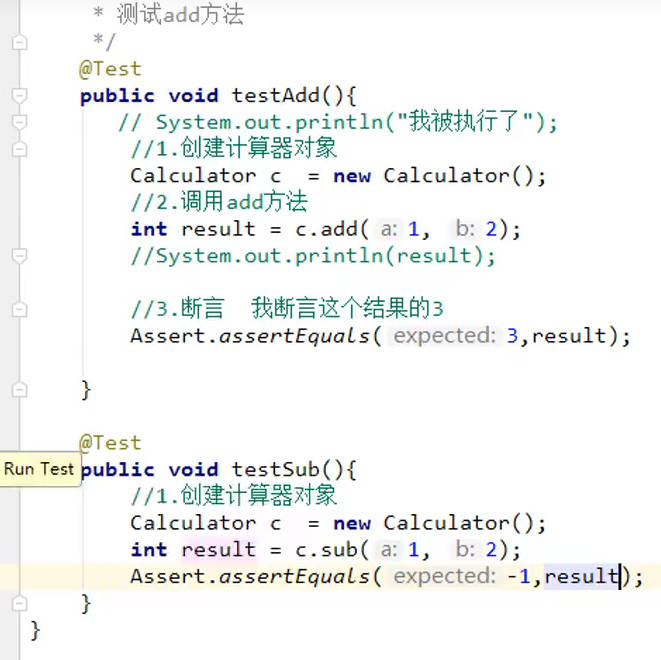 * 测试add方法
*/
@Test
public void testAdd(){
// System.out.println("我被执行了");
//1.创建计算器对象
Calculator c  = new Calculator();
//2.调用add方法
int result = c.add( a: 1,  b: 2);
//System.out.println(result);
//3.断言  我断言这个结果的3
Assert.assertEquals( expected: 3,result);
}
@Test
Run Test
public void testSub(){
//1.创建计算器对象
Calculator c  = new Calculator();
int result = c.sub( a: 1,  b: 2);
Assert.assertEquals( expected: -1,result);
}
}